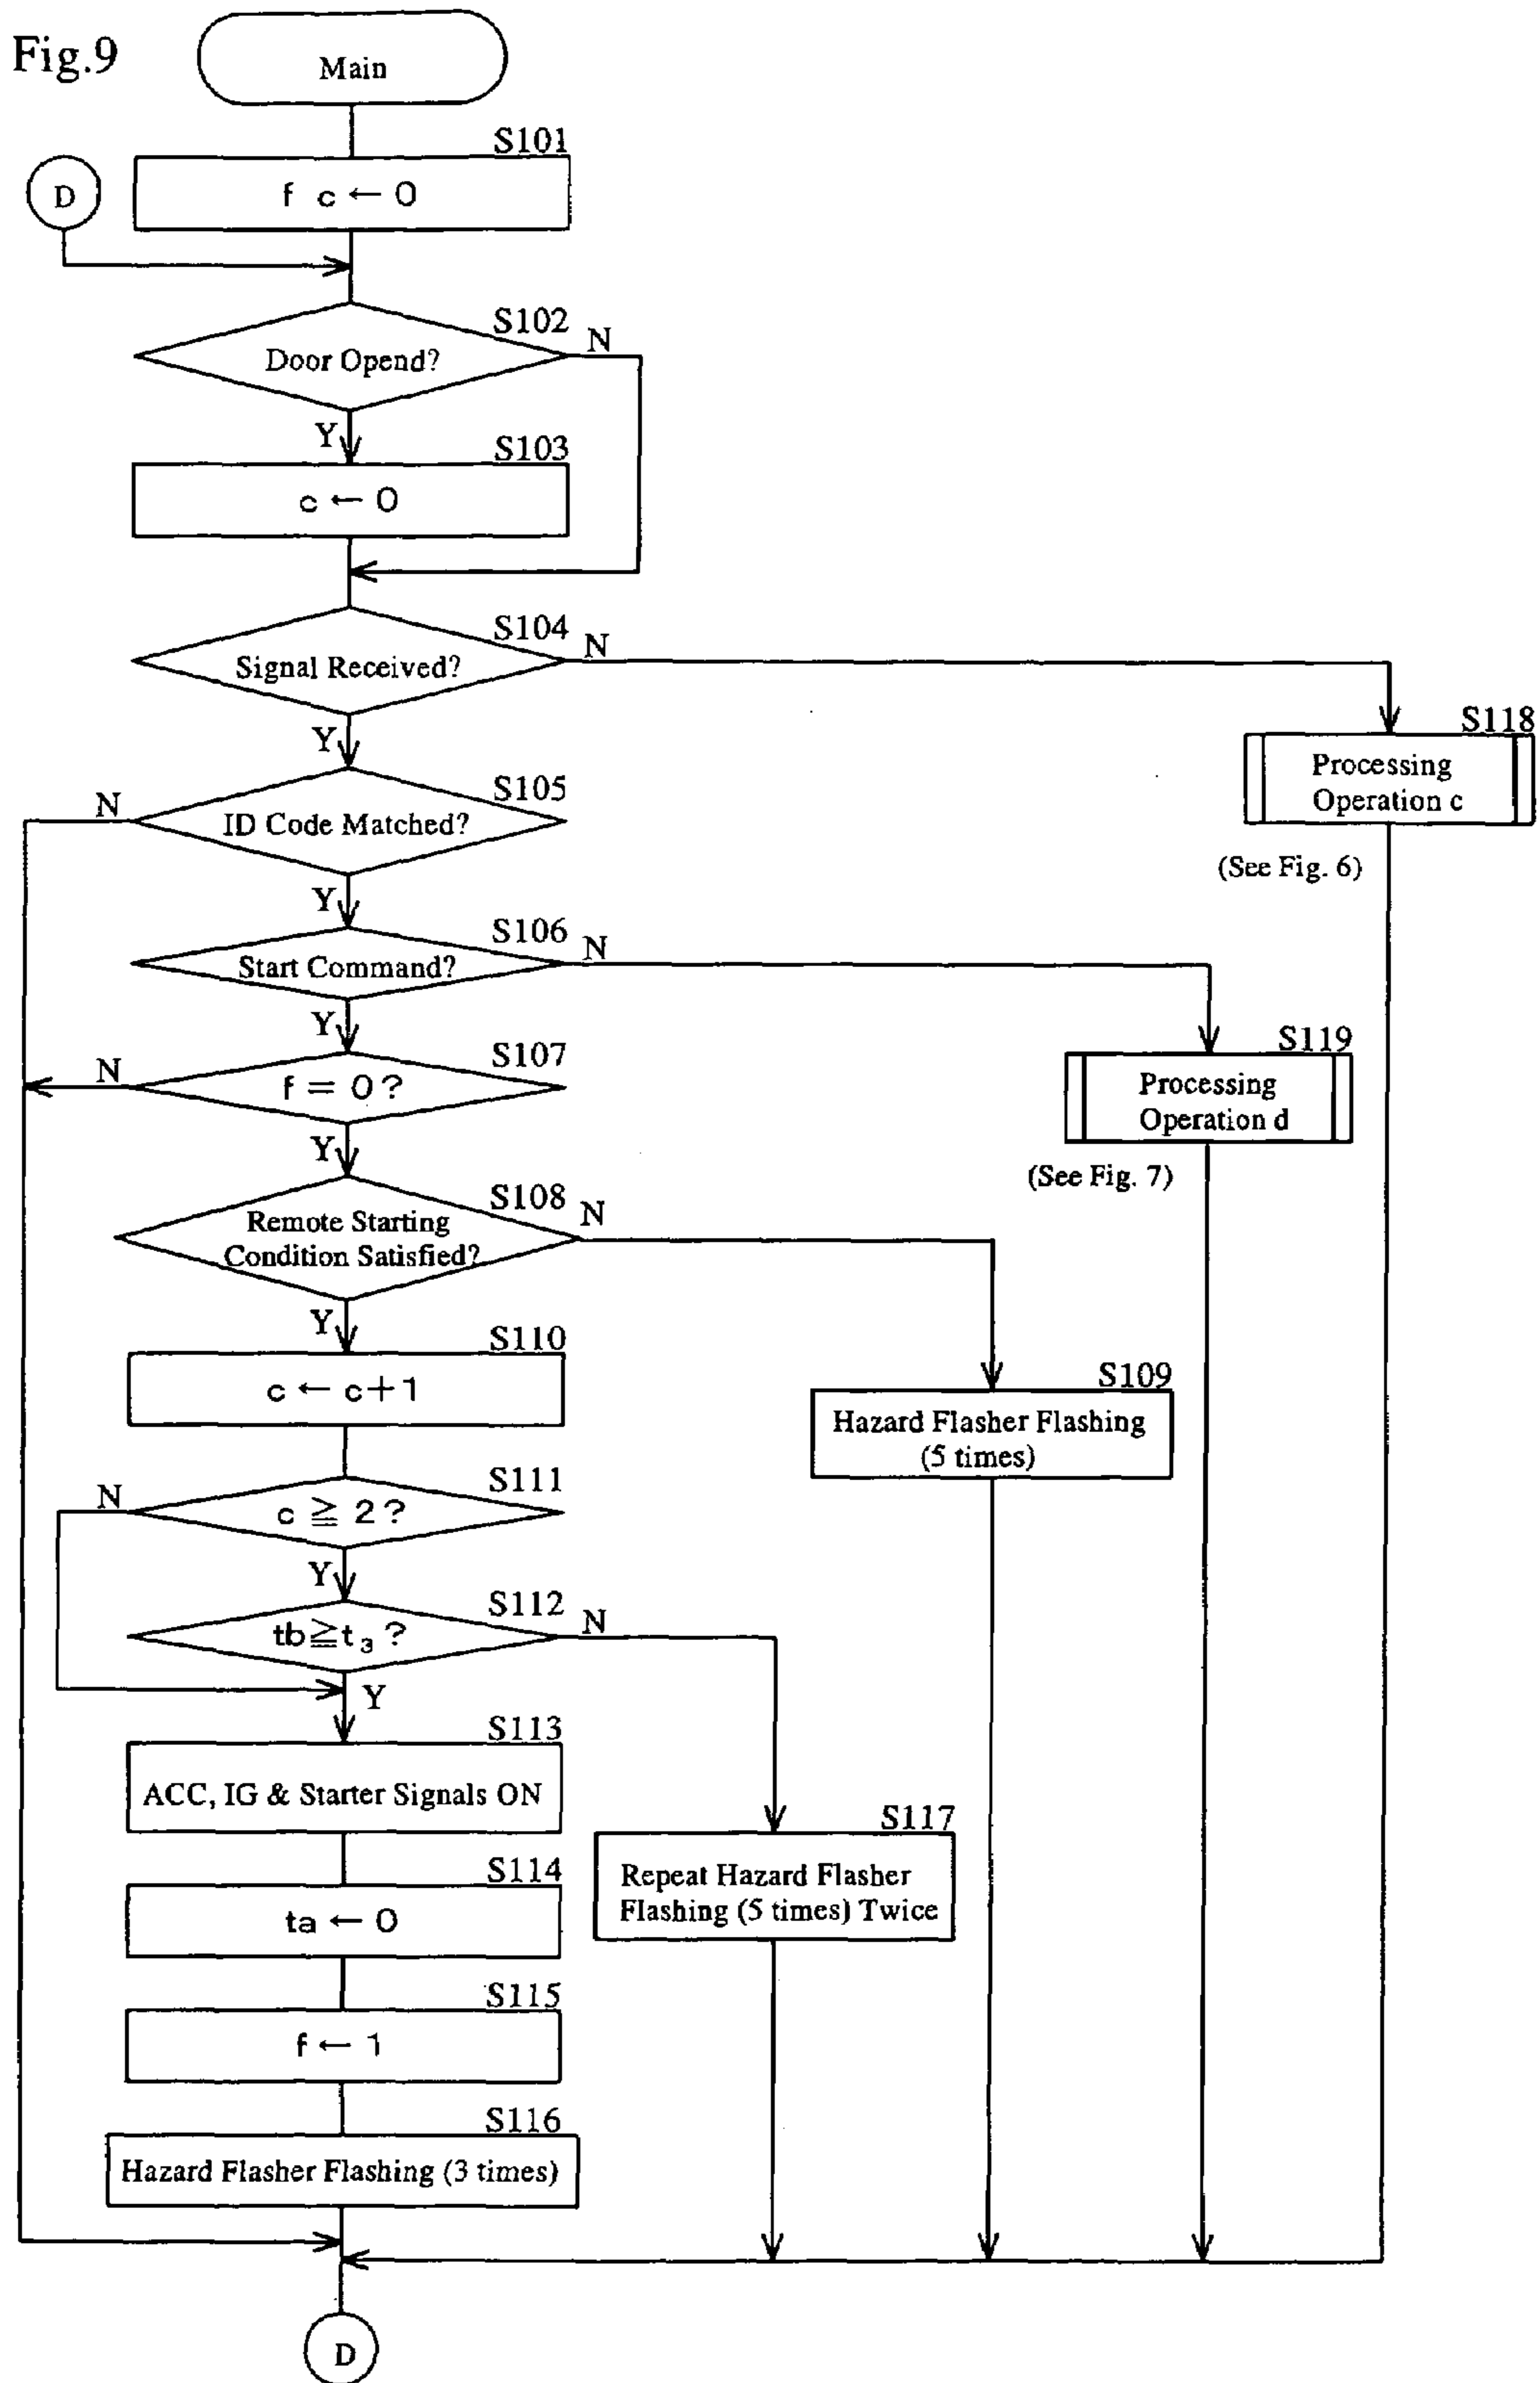 Fig.9
Main
S101
D
f c ← 0
S102
N
Door Opend?
Y
S103
c ← 0
S104
N
Signal Received?
Y
S118
Processing
Operation c
(See Fig. 6)
S105
N
ID Code Matched?
Y
S106
N
Start Command?
Y
S107
N
f = 0 ?
S119
Processing
Operation d
(See Fig. 7)
Y
S108
N
Remote Starting
Condition Satisfied?
Y
S110
c ← c+1
S109
Hazard Flasher Flashing
(5 times)
S111
N
c ≧ 2 ?
Y
S112
N
tb≧t₃ ?
Y
S113
ACC, IG & Starter Signals ON
S117
Repeat Hazard Flasher
Flashing (5 times) Twice
S114
ta ← 0
S115
f ← 1
S116
Hazard Flasher Flashing (3 times)
D